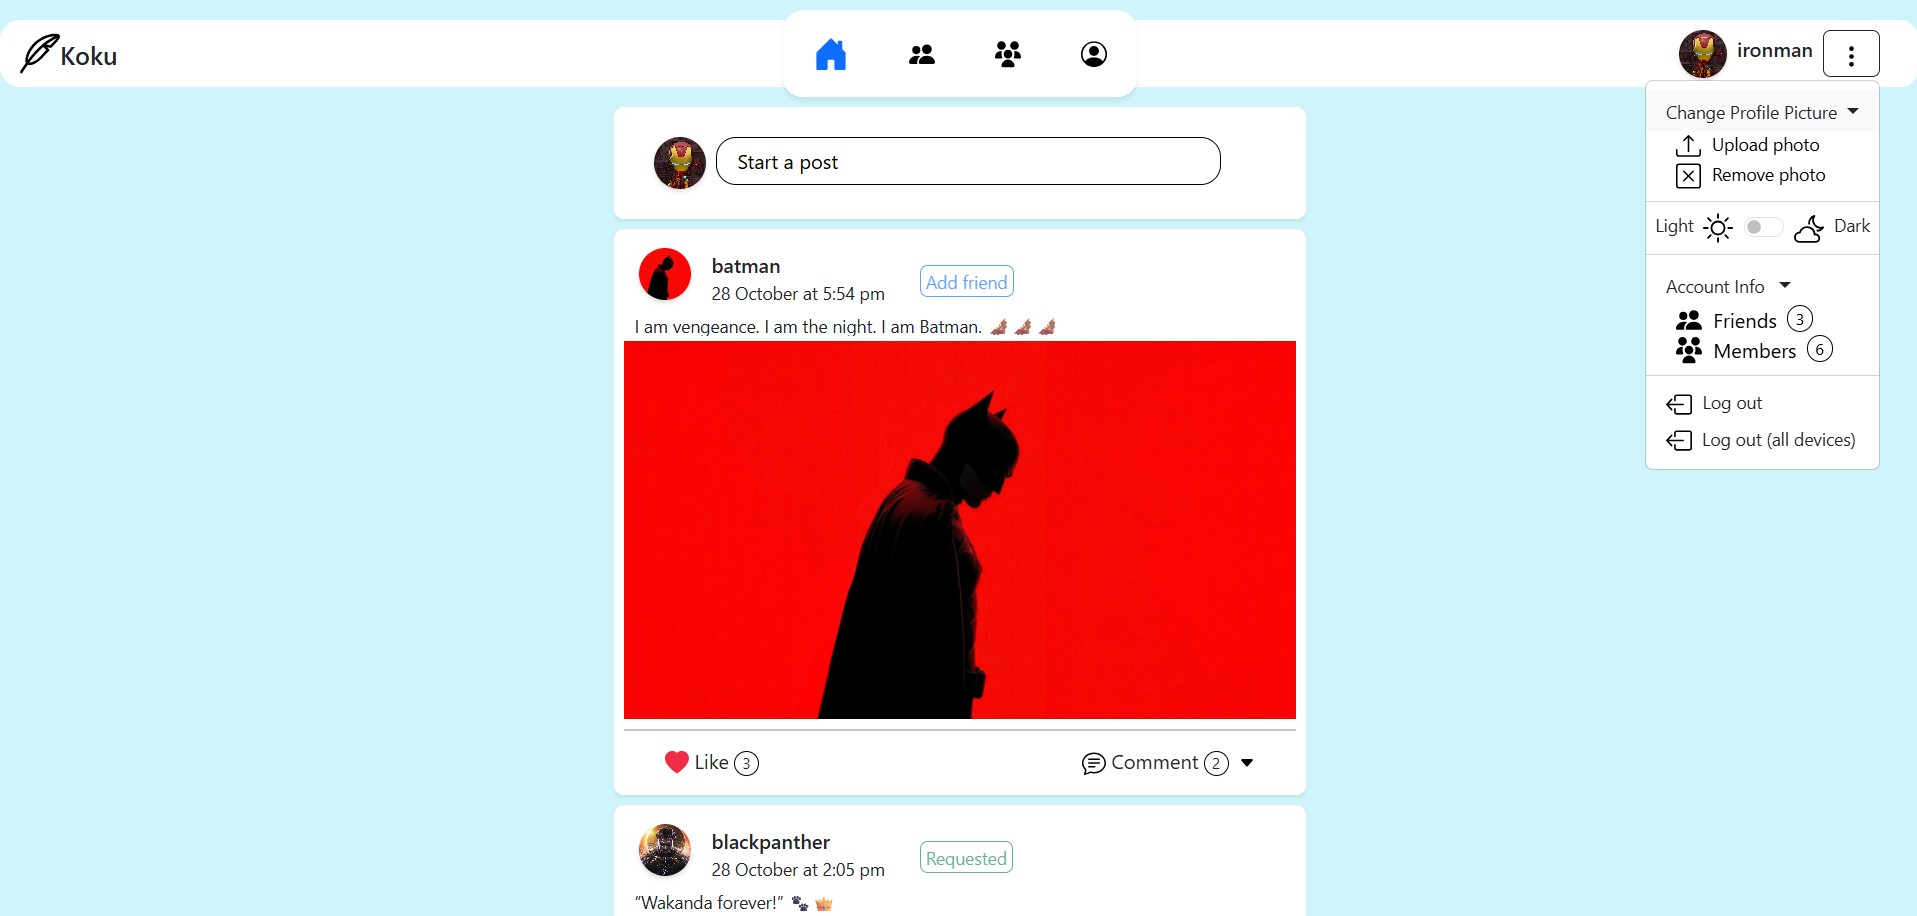 Koku
ironman
Change Profile Picture
Upload photo
Remove photo
Light
Dark
Account Info
Friends 3
Members 6
Log out
Log out (all devices)
Start a post
batman
28 October at 5:54 pm
Add friend
I am vengeance. I am the night. I am Batman.
Like 3
Comment 2
blackpanther
28 October at 2:05 pm
Requested
“Wakanda forever!”